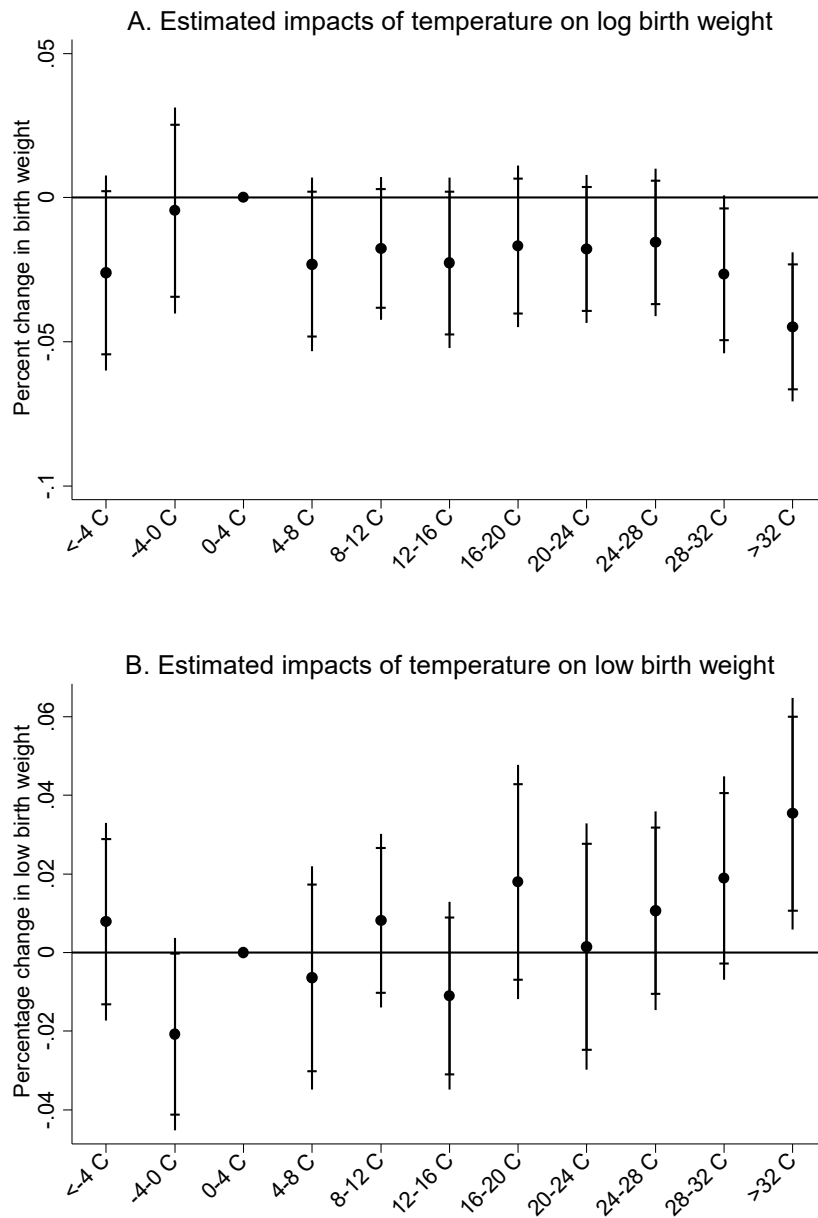 A. Estimated impacts of temperature on log birth weight
Percent change in birth weight
.05
0
-.05
-.1
<-4 C
-4-0 C
0-4 C
4-8 C
8-12 C
12-16 C
16-20 C
20-24 C
24-28 C
28-32 C
>32 C
B. Estimated impacts of temperature on low birth weight
Percentage change in low birth weight
.06
.04
.02
0
-.02
-.04
<-4 C
-4-0 C
0-4 C
4-8 C
8-12 C
12-16 C
16-20 C
20-24 C
24-28 C
28-32 C
>32 C